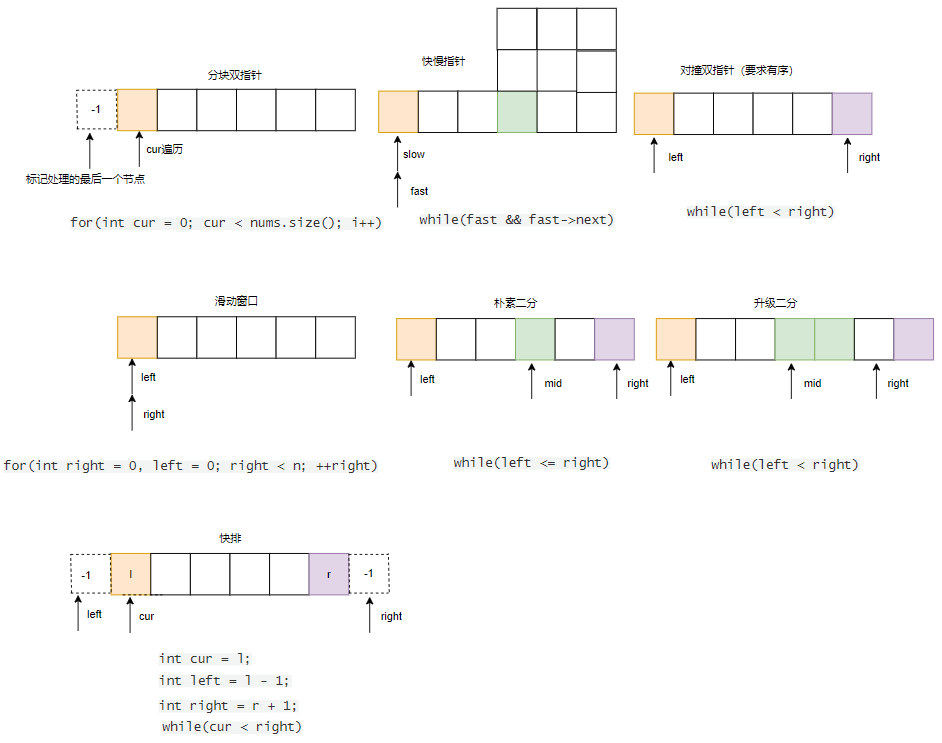 分块双指针
-1
cur遍历
标记处理的最后一个节点
for(int cur = 0; cur < nums.size(); i++)
快慢指针
slow
fast
while(fast && fast->next)
对撞双指针（要求有序）
left
right
while(left < right)
滑动窗口
left
right
for(int right = 0, left = 0; right < n; ++right)
朴素二分
left
mid
right
while(left <= right)
升级二分
left
mid
right
while(left < right)
快排
-1
l
r
-1
left
cur
right
int cur = l;
int left = l - 1;
int right = r + 1;
while(cur < right)